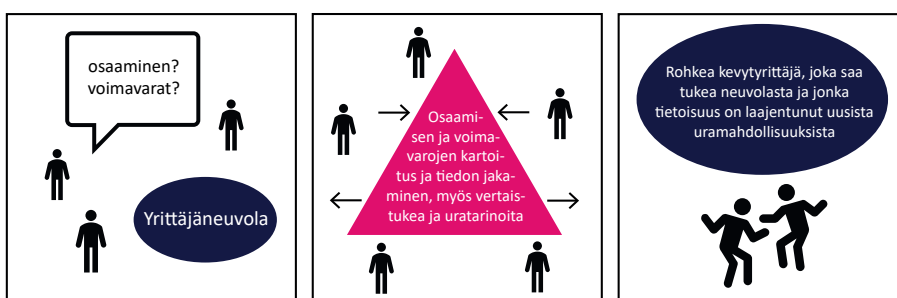 osaaminen?
voimavarat?
Yrittäjäneuvola
Osaami-
sen ja voima-
varojen kartoi-
tus ja tiedon jaka-
minen, myös vertais-
tukea ja uratarinoita
Rohkea kevytyrittäjä, joka saa
tukea neuvolasta ja jonka
tietoisuus on laajentunut uusista
uramahdollisuuksista